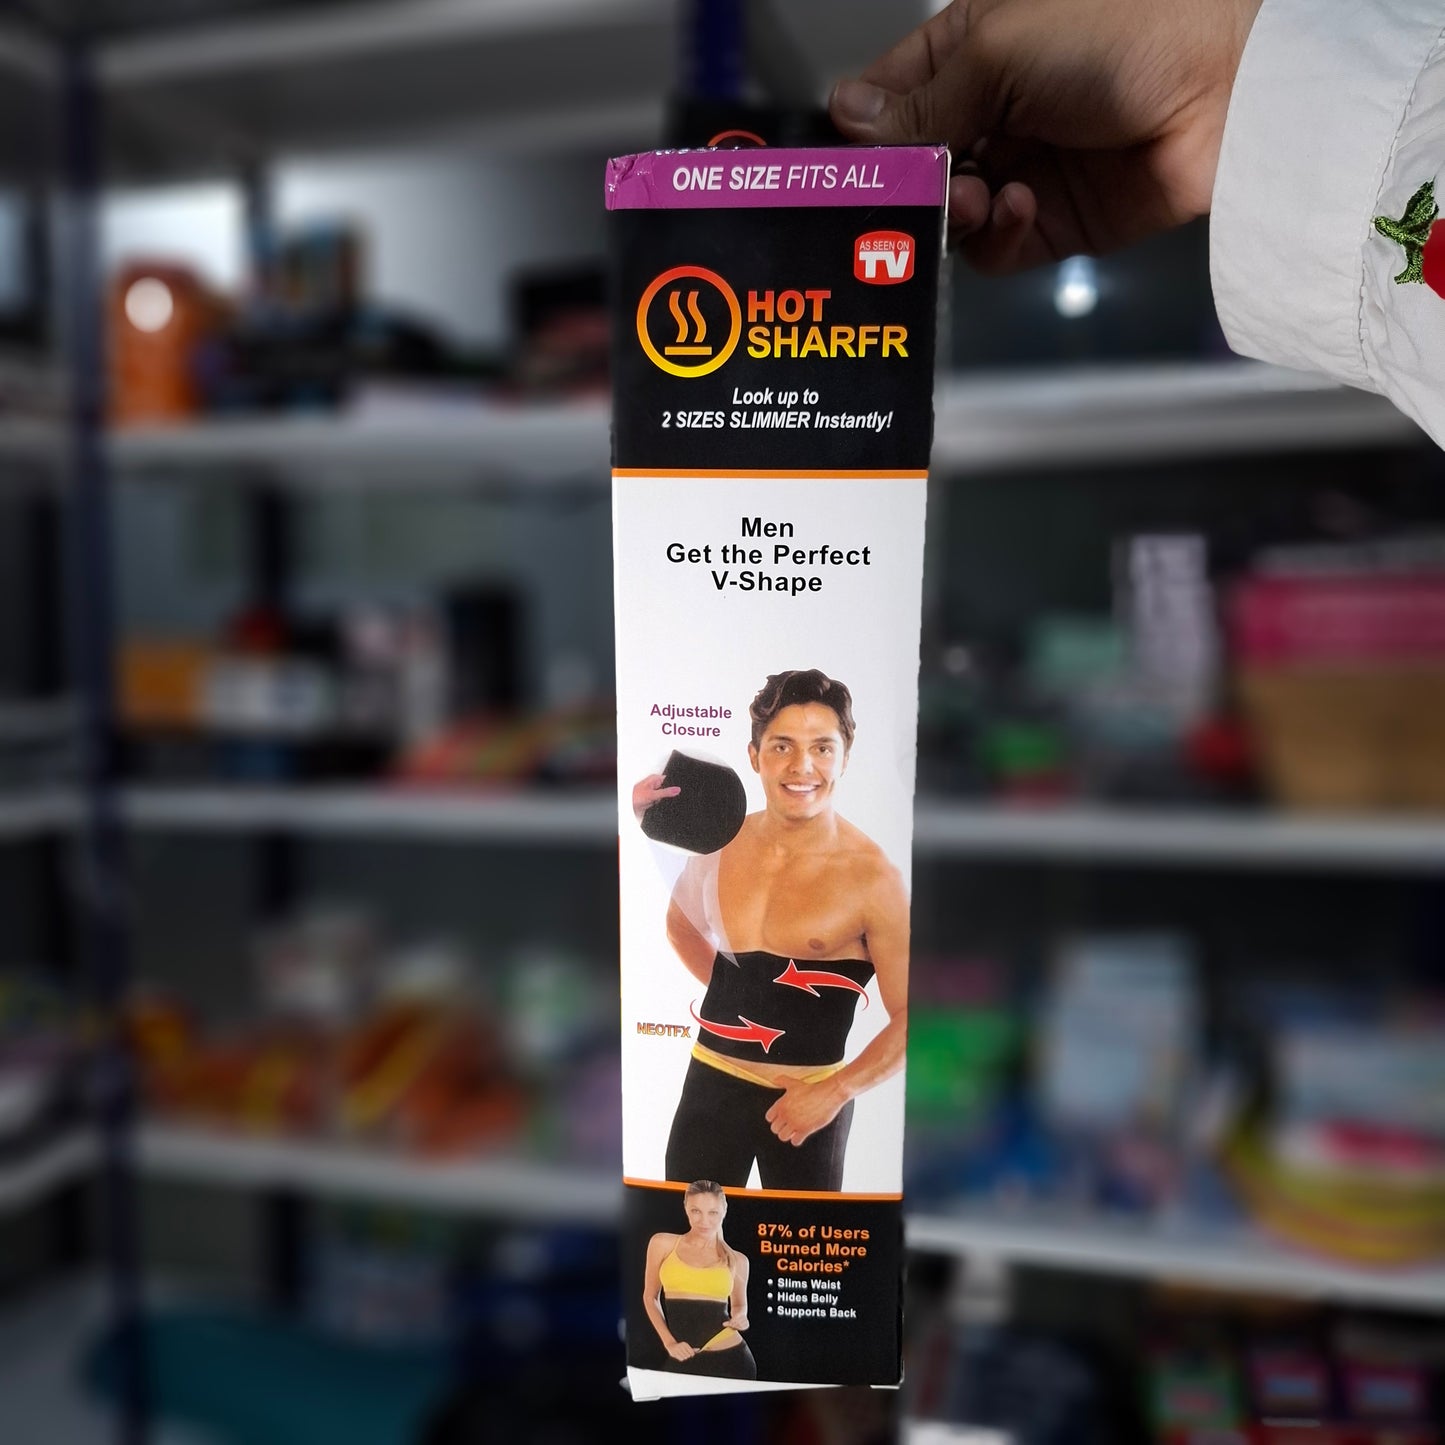 ONE SIZE FITS ALL
AS SEEN ON
TV
HOT
SHARFR
Look up to
2 SIZES SLIMMER Instantly!
Men
Get the Perfect
V-Shape
Adjustable
Closure
NEOTFX
87% of Users
Burned More
Calories*
• Slims Waist
• Hides Belly
• Supports Back